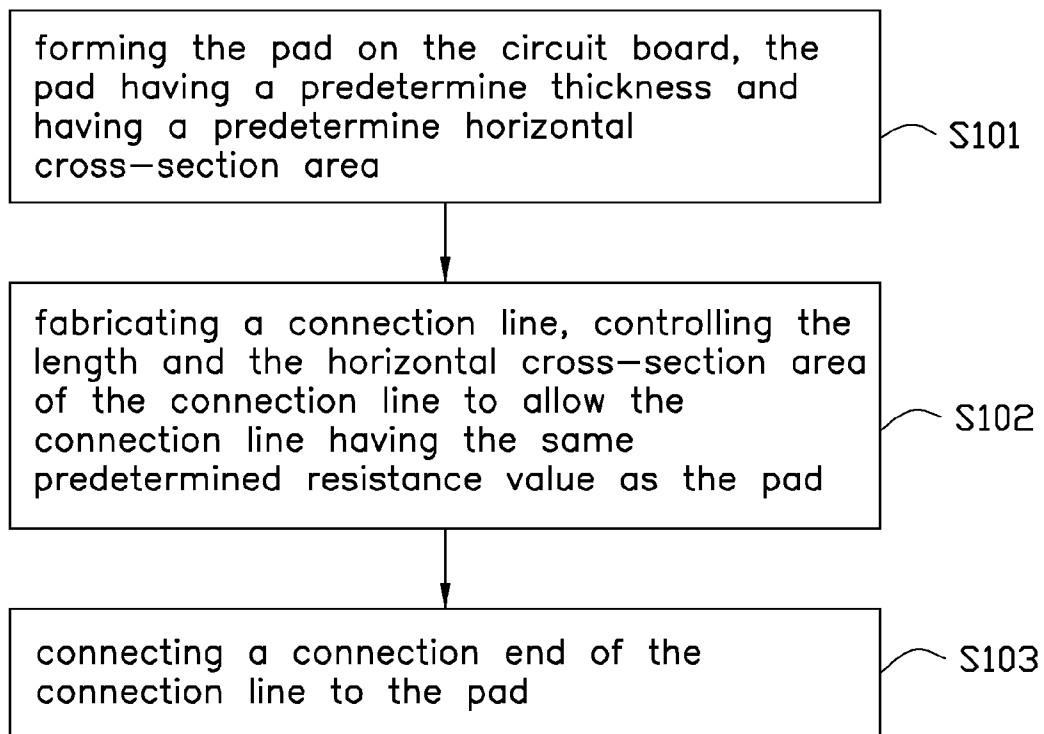 forming the pad on the circuit board, the
pad having a predetermine thickness and
having a predetermine horizontal
cross-section area
S101
fabricating a connection line, controlling the
length and the horizontal cross-section area
of the connection line to allow the
connection line having the same
predetermined resistance value as the pad
S102
connecting a connection end of the
connection line to the pad
S103